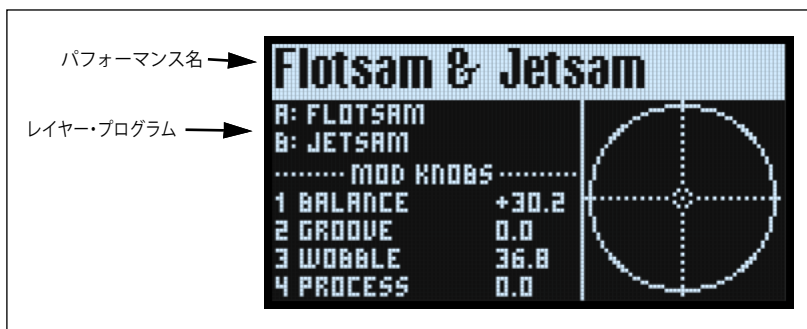 パフォーマンス名
Flotsam & Jetsam
レイヤー・プログラム
A: FLOTSAM
B: JETSAM
MOD KNOBS
1 BALANCE +30.2
2 GROOVE 0.0
3 WOBBLE 36.8
4 PROCESS 0.0